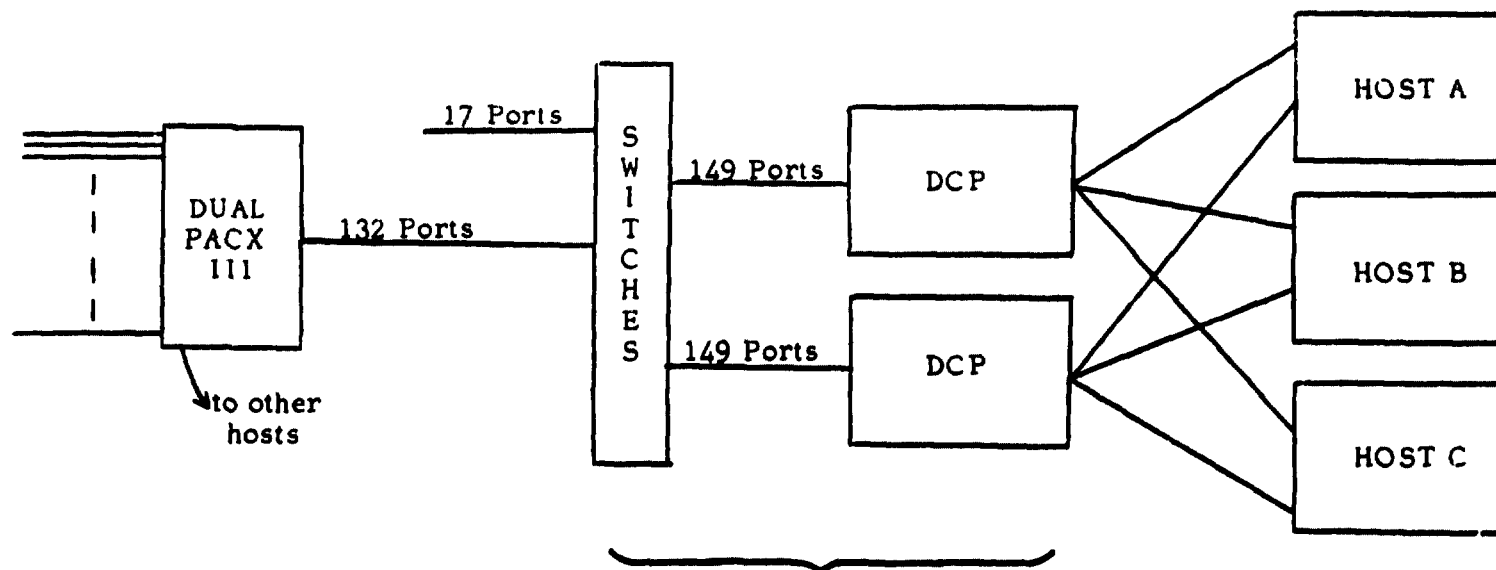 17 Ports
132 Ports
DUAL
PACX
III
to other
hosts
SWITCHES
149 Ports
149 Ports
DCP
DCP
HOST A
HOST B
HOST C